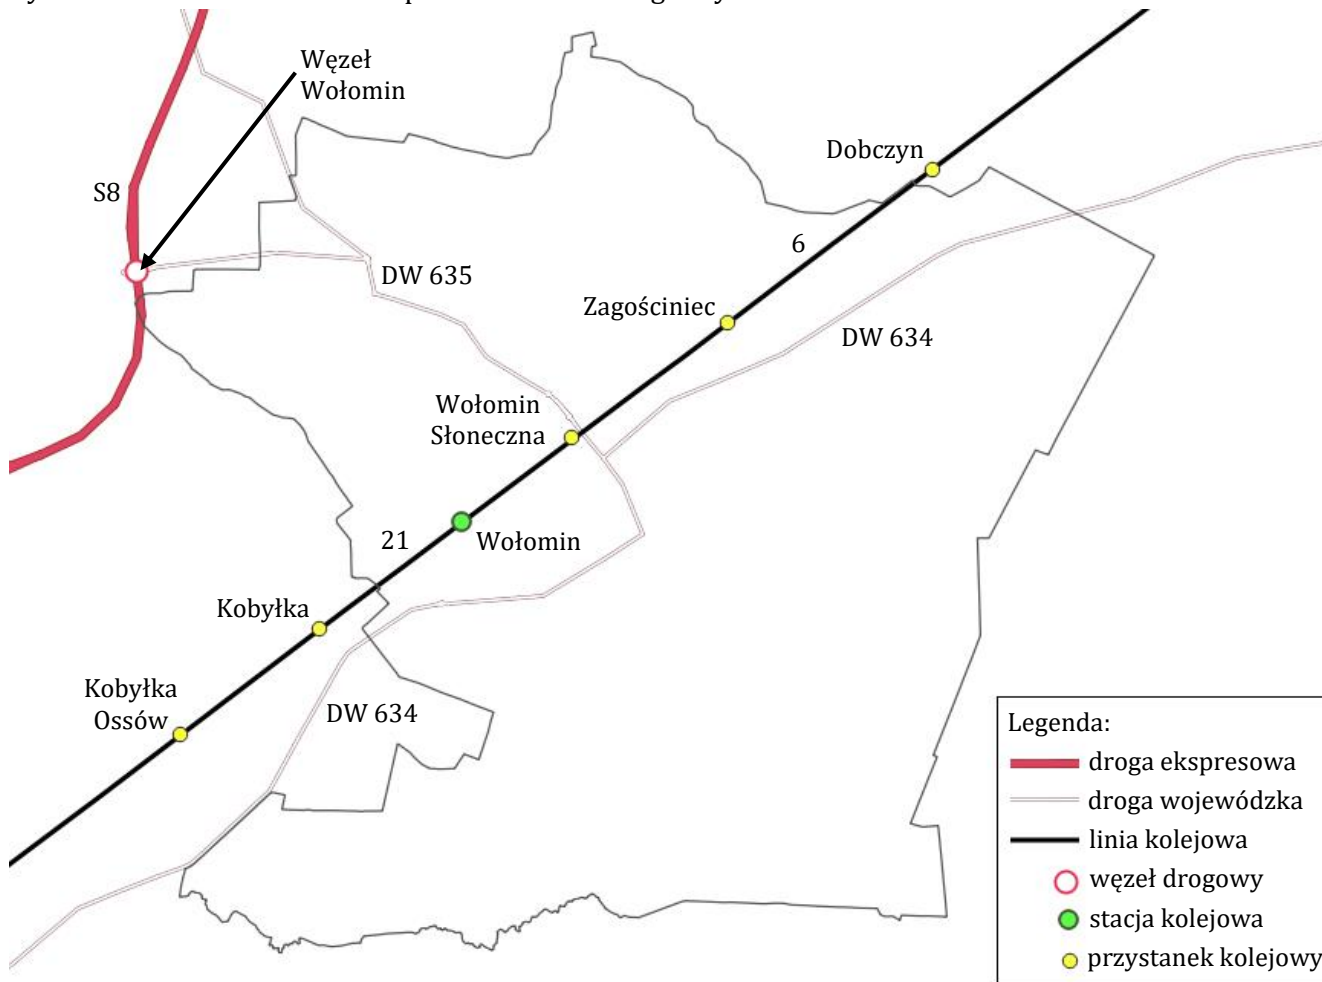 Węzeł
Wołomin
Dobczyn
S8
6
DW 635
Zagościniec
DW 634
Wołomin
Słoneczna
21
Wołomin
Kobyłka
Kobyłka
Ossów
DW 634
Legenda:
droga ekspresowa
droga wojewódzka
linia kolejowa
węzeł drogowy
stacja kolejowa
przystanek kolejowy